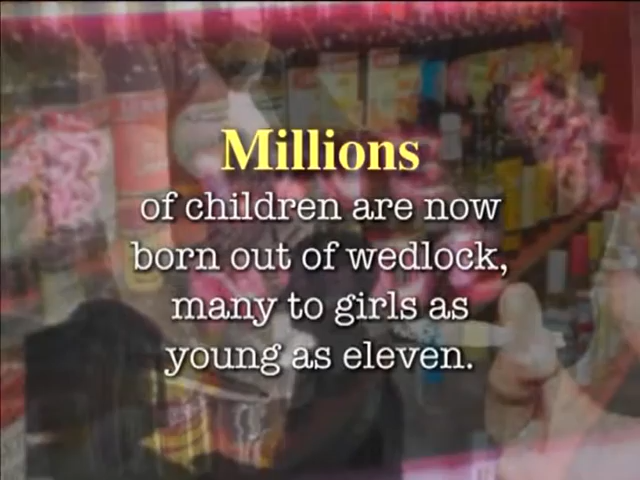 Millions
of children are now
born out of wedlock,
many to girls as
young as eleven.